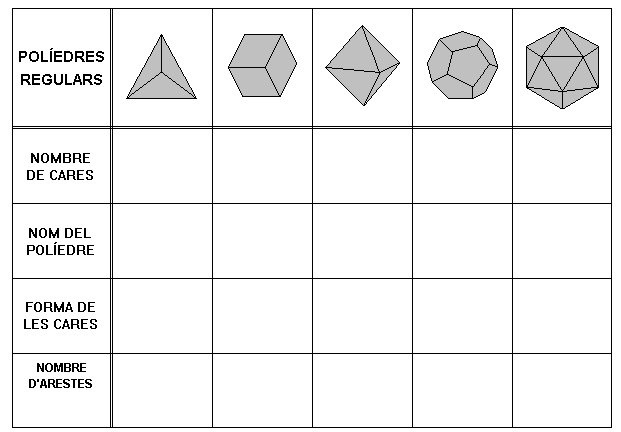 POLÍEDRES
REGULARS
NOMBRE
DE CARES
NOM DEL
POLÍEDRE
FORMA DE
LES CARES
NOMBRE
D'ARESTES